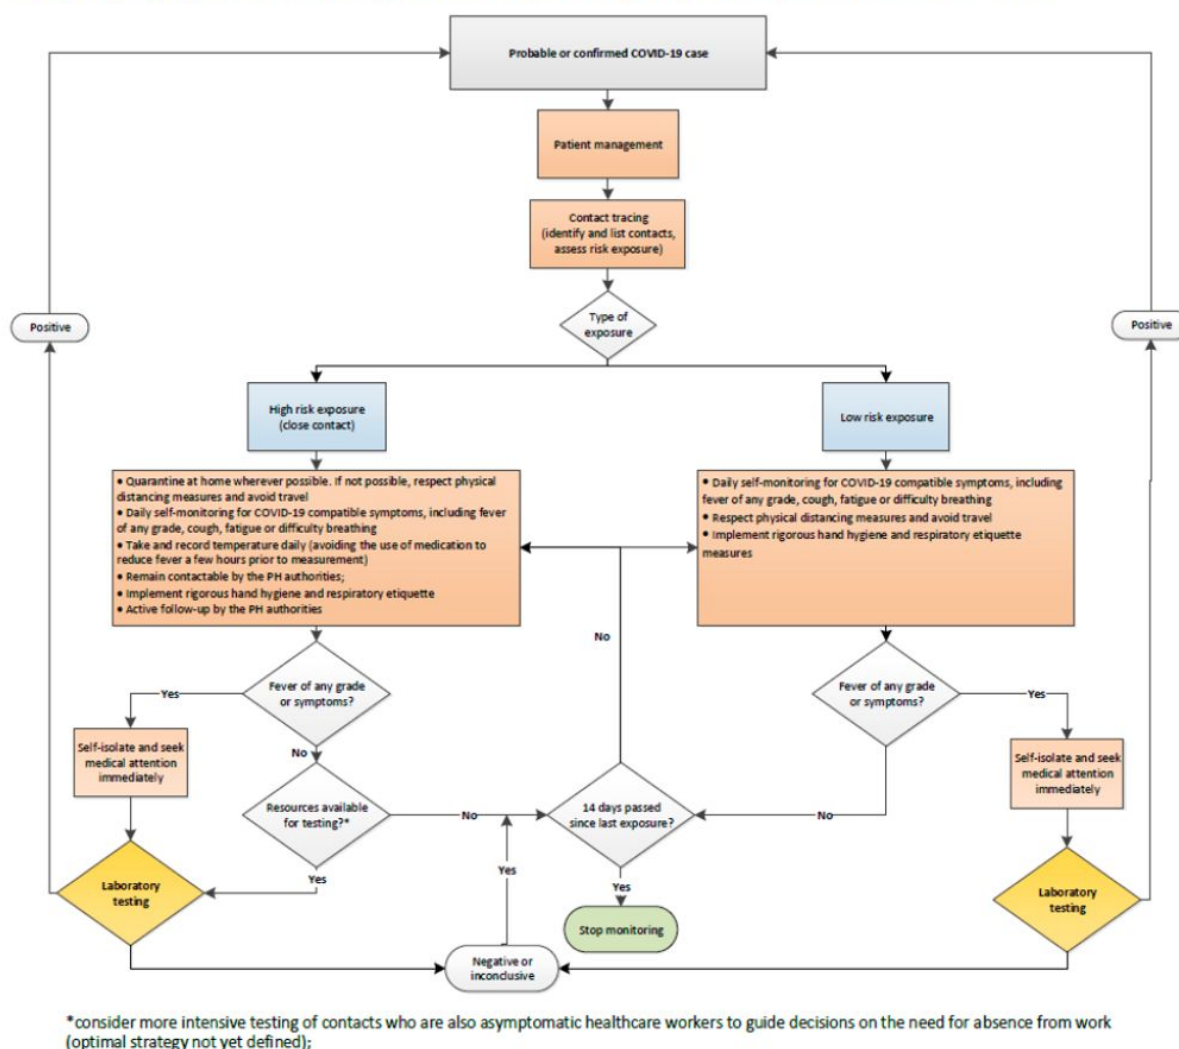 Probable or confirmed COVID-19 case
Patient management
Contact tracing
(identify and list contacts,
assess risk exposure)
Type of
exposure
Positive
Positive
High risk exposure
(close contact)
Low risk exposure
• Quarantine at home wherever possible. If not possible, respect physical
distancing measures and avoid travel
• Daily self-monitoring for COVID-19 compatible symptoms, including fever
of any grade, cough, fatigue or difficulty breathing
• Take and record temperature daily (avoiding the use of medication to
reduce fever a few hours prior to measurement)
• Remain contactable by the PH authorities;
• Implement rigorous hand hygiene and respiratory etiquette
• Active follow-up by the PH authorities
• Daily self-monitoring for COVID-19 compatible symptoms, including
fever of any grade, cough, fatigue or difficulty breathing
• Respect physical distancing measures and avoid travel
• Implement rigorous hand hygiene and respiratory etiquette
measures
No
Fever of any grade
or symptoms?
Yes
No
Fever of any grade
or symptoms?
Yes
No
Self-isolate and seek
medical attention
immediately
Self-isolate and seek
medical attention
immediately
Resources available
for testing?*
No
Yes
14 days passed
since last exposure?
Yes
Yes
Laboratory
testing
Laboratory
testing
Stop monitoring
Negative or
inconclusive
*consider more intensive testing of contacts who are also asymptomatic healthcare workers to guide decisions on the need for absence from work
(optimal strategy not yet defined);